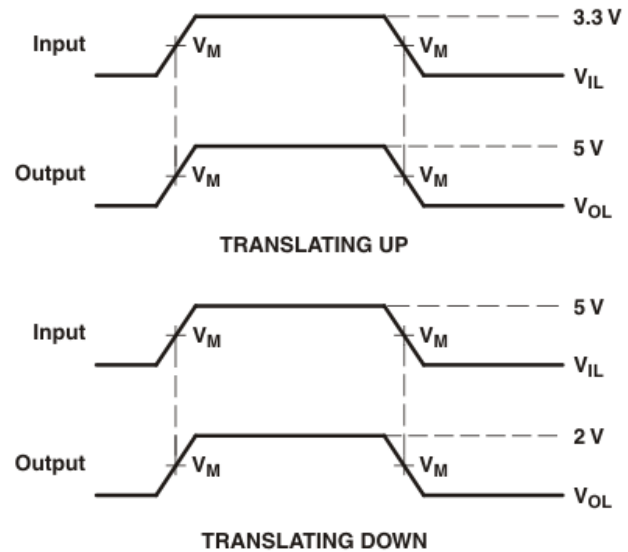 3.3 V
Input V_M V_M
V_IL
5 V
Output V_M V_M
V_OL
TRANSLATING UP
5 V
Input V_M V_M
V_IL
2 V
Output V_M V_M
V_OL
TRANSLATING DOWN